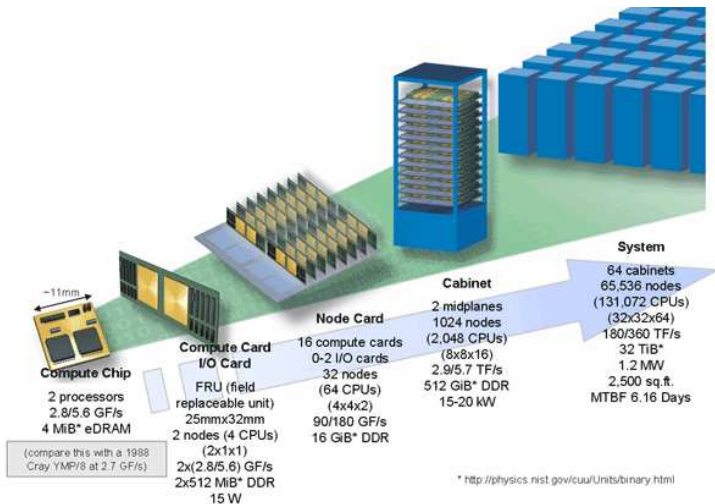 ~11mm
Compute Chip
2 processors
2.8/5.6 GF/s
4 MiB* eDRAM
(compare this with a 1988
Cray YMP/8 at 2.7 GF/s)
Compute Card
I/O Card
FRU (field
replaceable unit)
25mmx32mm
2 nodes (4 CPUs)
(2x1x1)
2x(2.8/5.6) GF/s
2x512 MiB* DDR
15 W
Node Card
16 compute cards
0-2 I/O cards
32 nodes
(64 CPUs)
(4x4x2)
90/180 GF/s
16 GiB* DDR
Cabinet
2 midplanes
1024 nodes
(2,048 CPUs)
(8x8x16)
2.9/5.7 TF/s
512 GiB* DDR
15-20 kW
System
64 cabinets
65,536 nodes
(131,072 CPUs)
(32x32x64)
180/360 TF/s
32 TiB*
1.2 MW
2,500 sq.ft.
MTBF 6.16 Days
* http://physics.nist.gov/cuu/Units/binary.html